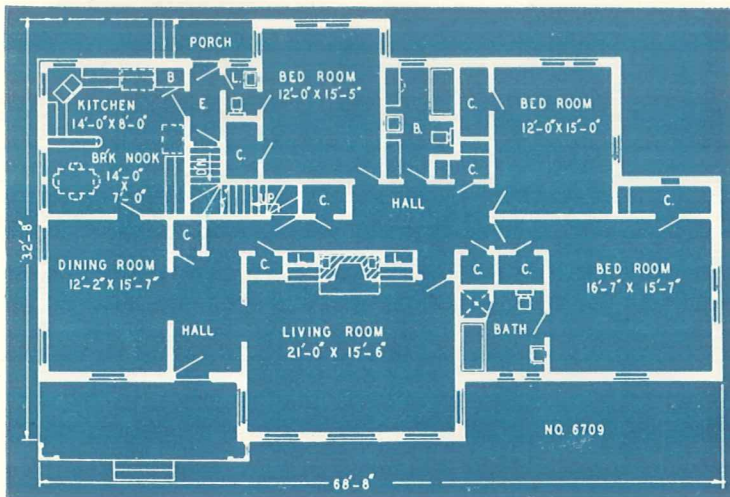 PORCH
B
L.
BED ROOM
12'-0" X 15'-5"
KITCHEN
14'-0" X 8'-0"
E.
C.
B.
C.
BED ROOM
12'-0" X 15'-0"
BRK NOOK
14'-0"
X
7'-0"
DN
UP
C.
C.
HALL
C.
32'-8"
C.
DINING ROOM
12'-2" X 15'-7"
C.
L
L
C.
C.
BED ROOM
16'-7" X 15'-7"
HALL
LIVING ROOM
21'-0" X 15'-6"
BATH
NO. 6709
68'-8"